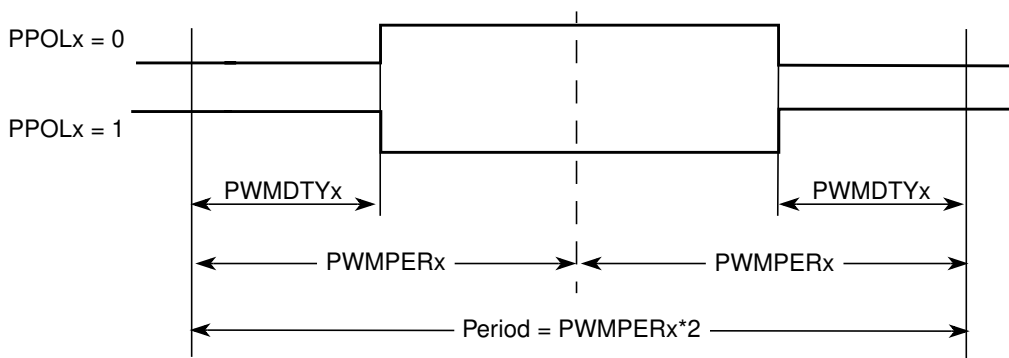 PPOLx = 0
PPOLx = 1
PWMDTYx
PWMDTYx
PWMPERx
PWMPERx
Period = PWMPERx*2